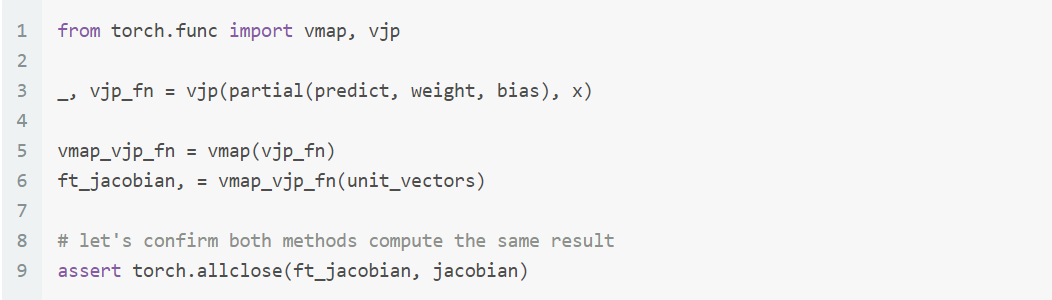 1 from torch.func import vmap, vjp
2
3 _, vjp_fn = vjp(partial(predict, weight, bias), x)
4
5 vmap_vjp_fn = vmap(vjp_fn)
6 ft_jacobian, = vmap_vjp_fn(unit_vectors)
7
8 # let's confirm both methods compute the same result
9 assert torch.allclose(ft_jacobian, jacobian)